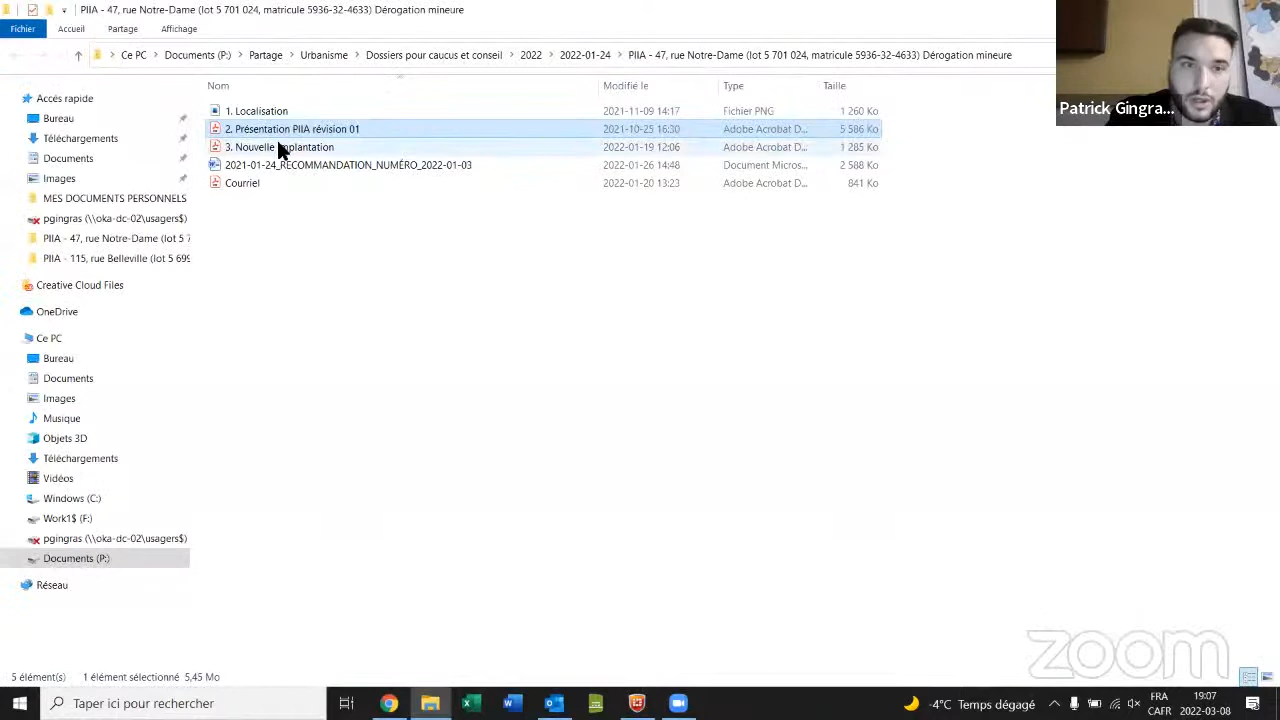 PIIA - 47, rue Notre-Dame (lot 5 701 024, matricule 5936-32-4633) Dérogation mineure
Fichier Accueil Partage Affichage
Ce PC Documents (P:) Partage Urbanisme Dossiers pour caucus et conseil 2022 2022-01-24 PIIA - 47, rue Notre-Dame (lot 5 701 024, matricule 5936-32-4633) Dérogation mineure
Nom Modifié le Type Taille
1. Localisation 2021-11-09 14:17 Fichier PNG 1 260 Ko
2. Présentation PIIA révision 01 2021-10-25 16:30 Adobe Acrobat D... 5 586 Ko
3. Nouvelle implantation 2022-01-19 12:06 Adobe Acrobat D... 1 285 Ko
2021-01-24_RECOMMANDATION_NUMÉRO_2022-01-03 2022-01-26 14:48 Document Micros... 2 588 Ko
Courriel 2022-01-20 13:23 Adobe Acrobat D... 841 Ko
Accès rapide
Bureau
Téléchargements
Documents
Images
MES DOCUMENTS PERSONNELS
pgingras (\\oka-dc-02\usagers$)
PIIA - 47, rue Notre-Dame (lot 5 7
PIIA - 115, rue Belleville (lot 5 699
Creative Cloud Files
OneDrive
Ce PC
Bureau
Documents
Images
Musique
Objets 3D
Téléchargements
Vidéos
Windows (C:)
Work1$ (F:)
pgingras (\\oka-dc-02\usagers$)
Documents (P:)
Réseau
Patrick Gingra...
zoom
5 élément(s) 1 élément sélectionné 5,45 Mo
Taper ici pour rechercher
-4°C Temps dégagé
FRA
CAFR
19:07
2022-03-08